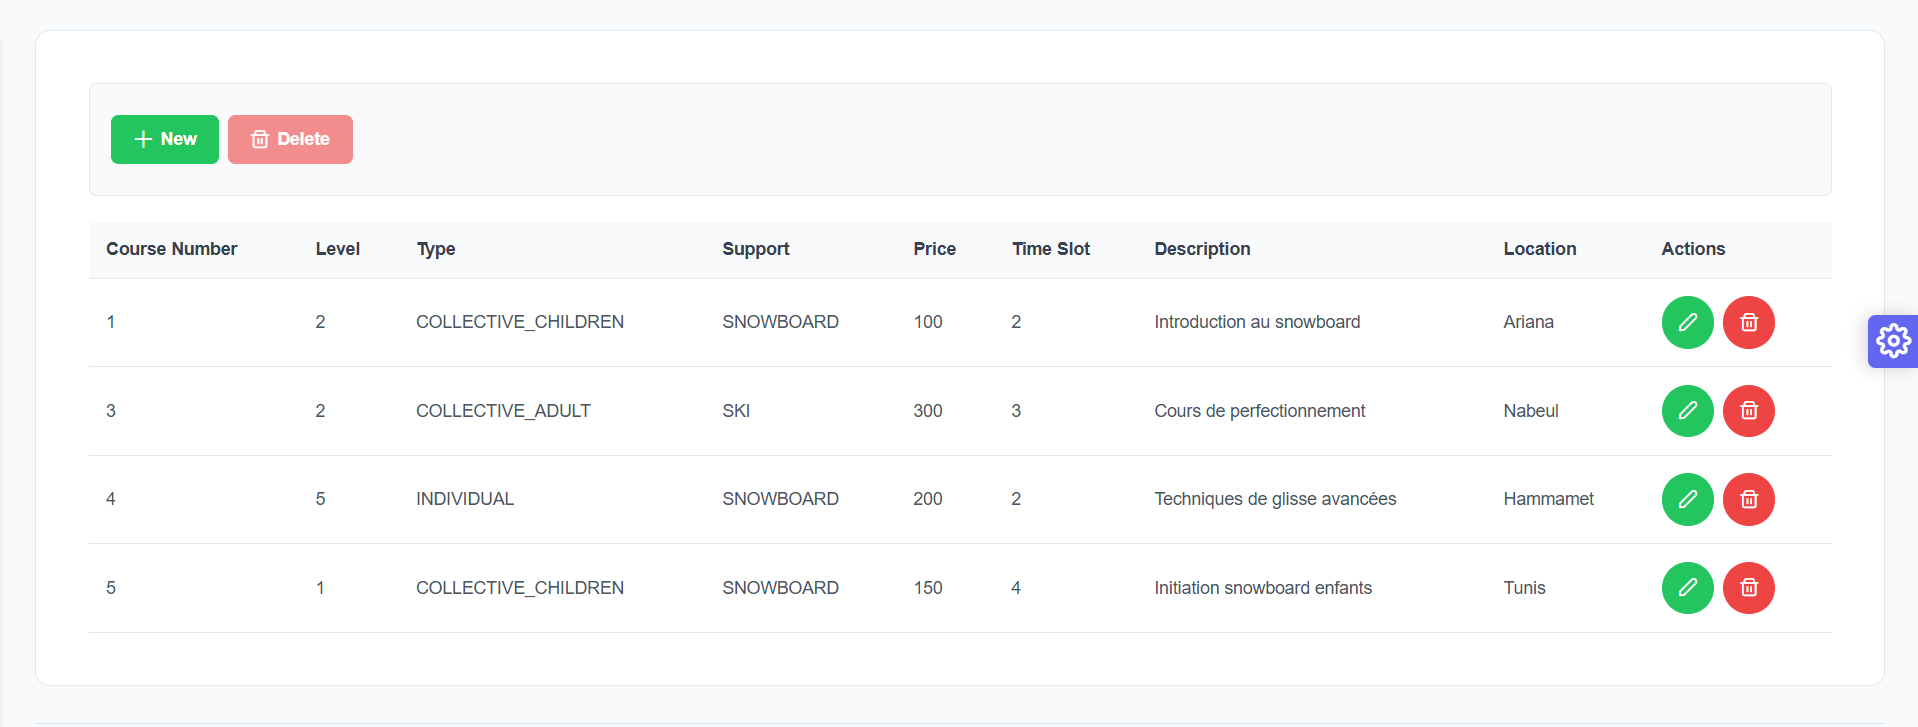 New Delete
Course Number Level Type Support Price Time Slot Description Location Actions
1 2 COLLECTIVE_CHILDREN SNOWBOARD 100 2 Introduction au snowboard Ariana
3 2 COLLECTIVE_ADULT SKI 300 3 Cours de perfectionnement Nabeul
4 5 INDIVIDUAL SNOWBOARD 200 2 Techniques de glisse avancées Hammamet
5 1 COLLECTIVE_CHILDREN SNOWBOARD 150 4 Initiation snowboard enfants Tunis